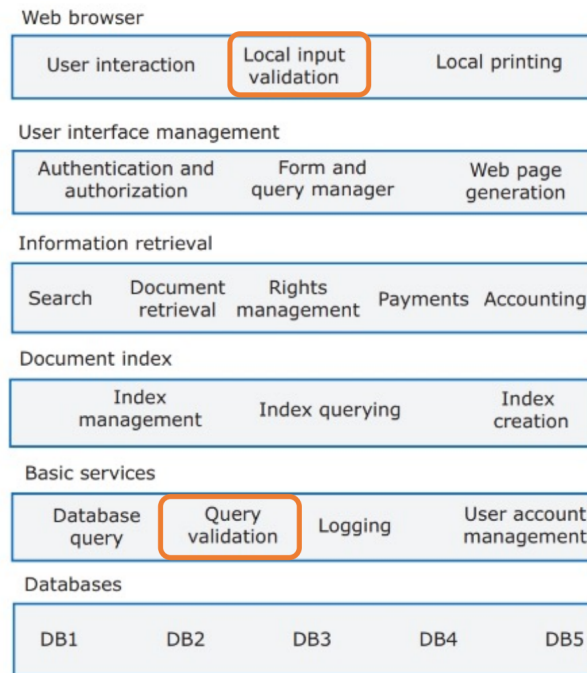 Web browser
User interaction
Local input
validation
Local printing
User interface management
Authentication and
authorization
Form and
query manager
Web page
generation
Information retrieval
Search
Document
retrieval
Rights
management
Payments
Accounting
Document index
Index
management
Index querying
Index
creation
Basic services
Database
query
Query
validation
Logging
User account
management
Databases
DB1
DB2
DB3
DB4
DB5